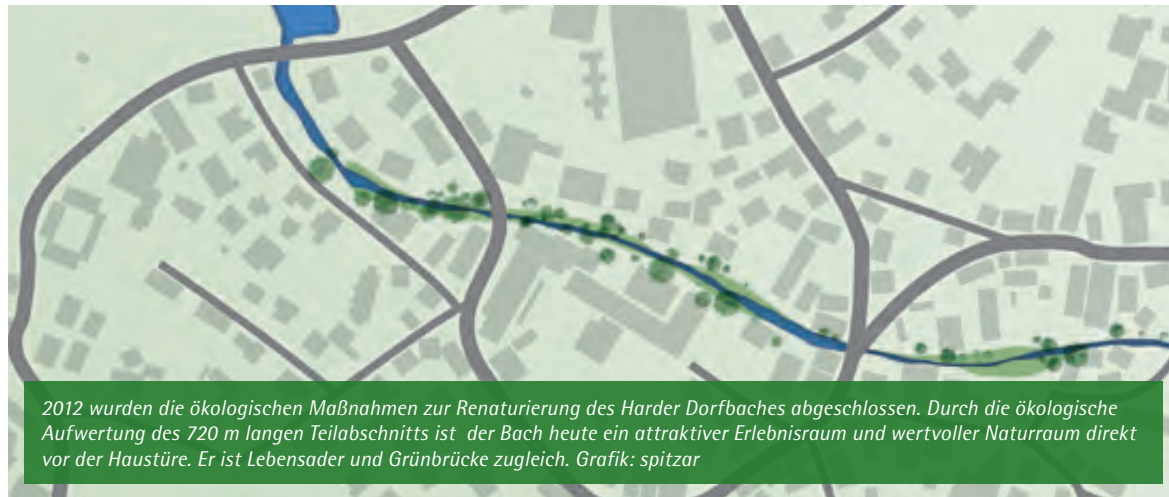 2012 wurden die ökologischen Maßnahmen zur Renaturierung des Harder Dorfbaches abgeschlossen. Durch die ökologische
Aufwertung des 720 m langen Teilabschnitts ist der Bach heute ein attraktiver Erlebnisraum und wertvoller Naturraum direkt
vor der Haustüre. Er ist Lebensader und Grünbrücke zugleich. Grafik: spitzar